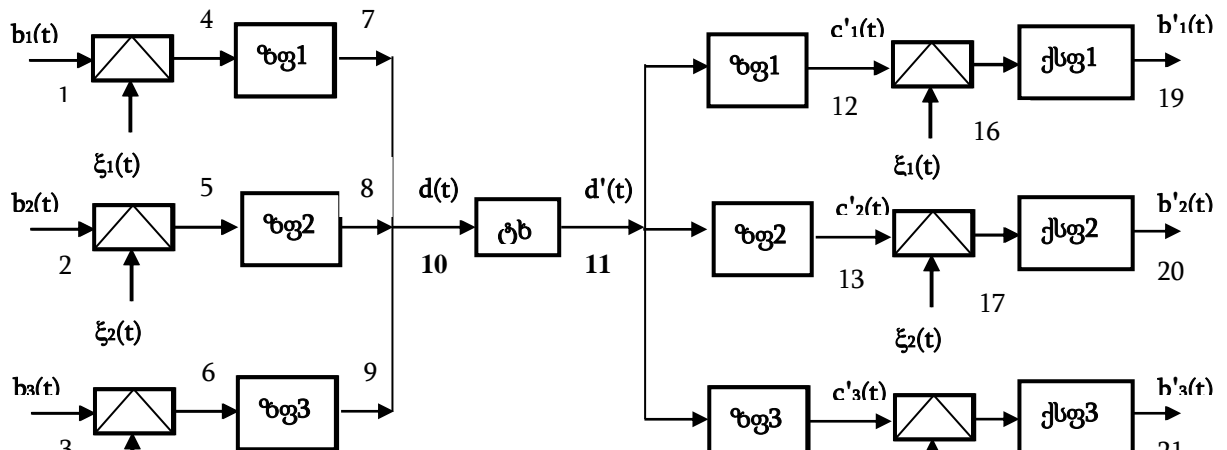 b₁(t) 4 7 c'₁(t) b'₁(t)
ზფ1 ზფ1 ქსფ1
1 12 16 19
ξ₁(t) ξ₁(t)
b₂(t) 5 8 d(t) d'(t) c'₂(t) b'₂(t)
ზფ2 ზფ2 ქსფ2
2 10 11 13 17 20
ξ₂(t) ξ₂(t)
b₃(t) 6 9 c'₃(t) b'₃(t)
ზფ3 ზფ3 ქსფ3
3 21